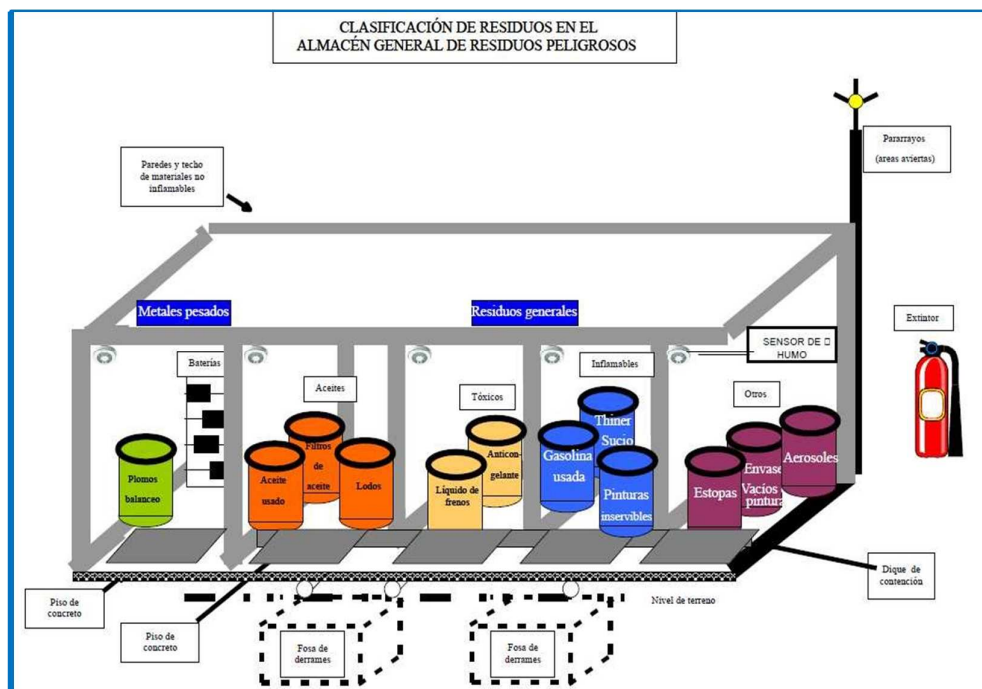 CLASIFICACIÓN DE RESIDUOS EN EL
ALMACÉN GENERAL DE RESIDUOS PELIGROSOS
Pararrayos
(areas aviertas)
Paredes y techo
de materiales no
inflamables
Metales pesados
Residuos generales
Extintor
SENSOR DE
HUMO
Baterías
Aceites
Tóxicos
Inflamables
Otros
Plomos
balanceo
Aceite
usado
Filtros
de
aceite
Lodos
Líquido de
frenos
Anticon-
gelante
Gasolina
usada
Thiner
Sucio
Pinturas
inservibles
Estopas
Envase
Vacíos
pintura
Aerosoles
Dique de
contención
Piso de
concreto
Piso de
concreto
Nivel de terreno
Fosa de
derrames
Fosa de
derrames